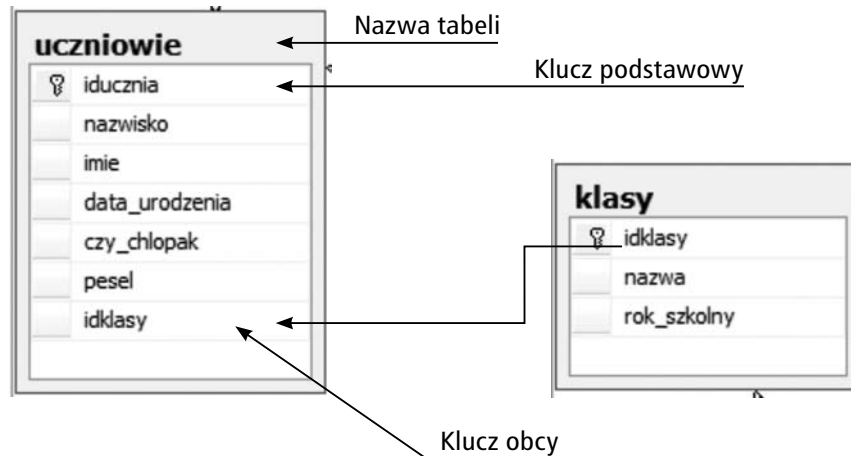 Nazwa tabeli
uczniowie
Klucz podstawowy
iducznia
nazwisko
imie
data_urodzenia
czy_chlopak
pesel
idklasy
klasy
idklasy
nazwa
rok_szkolny
Klucz obcy